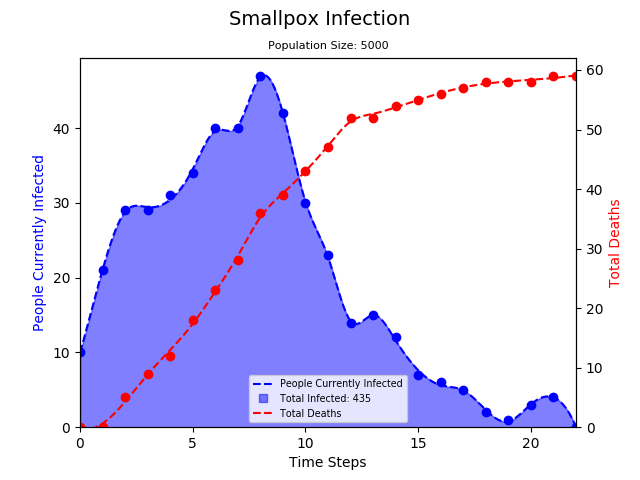 Smallpox Infection
Population Size: 5000
People Currently Infected
40
30
20
10
0
60
50
40
30
20
10
0
Total Deaths
People Currently Infected
Total Infected: 435
Total Deaths
0 5 10 15 20
Time Steps